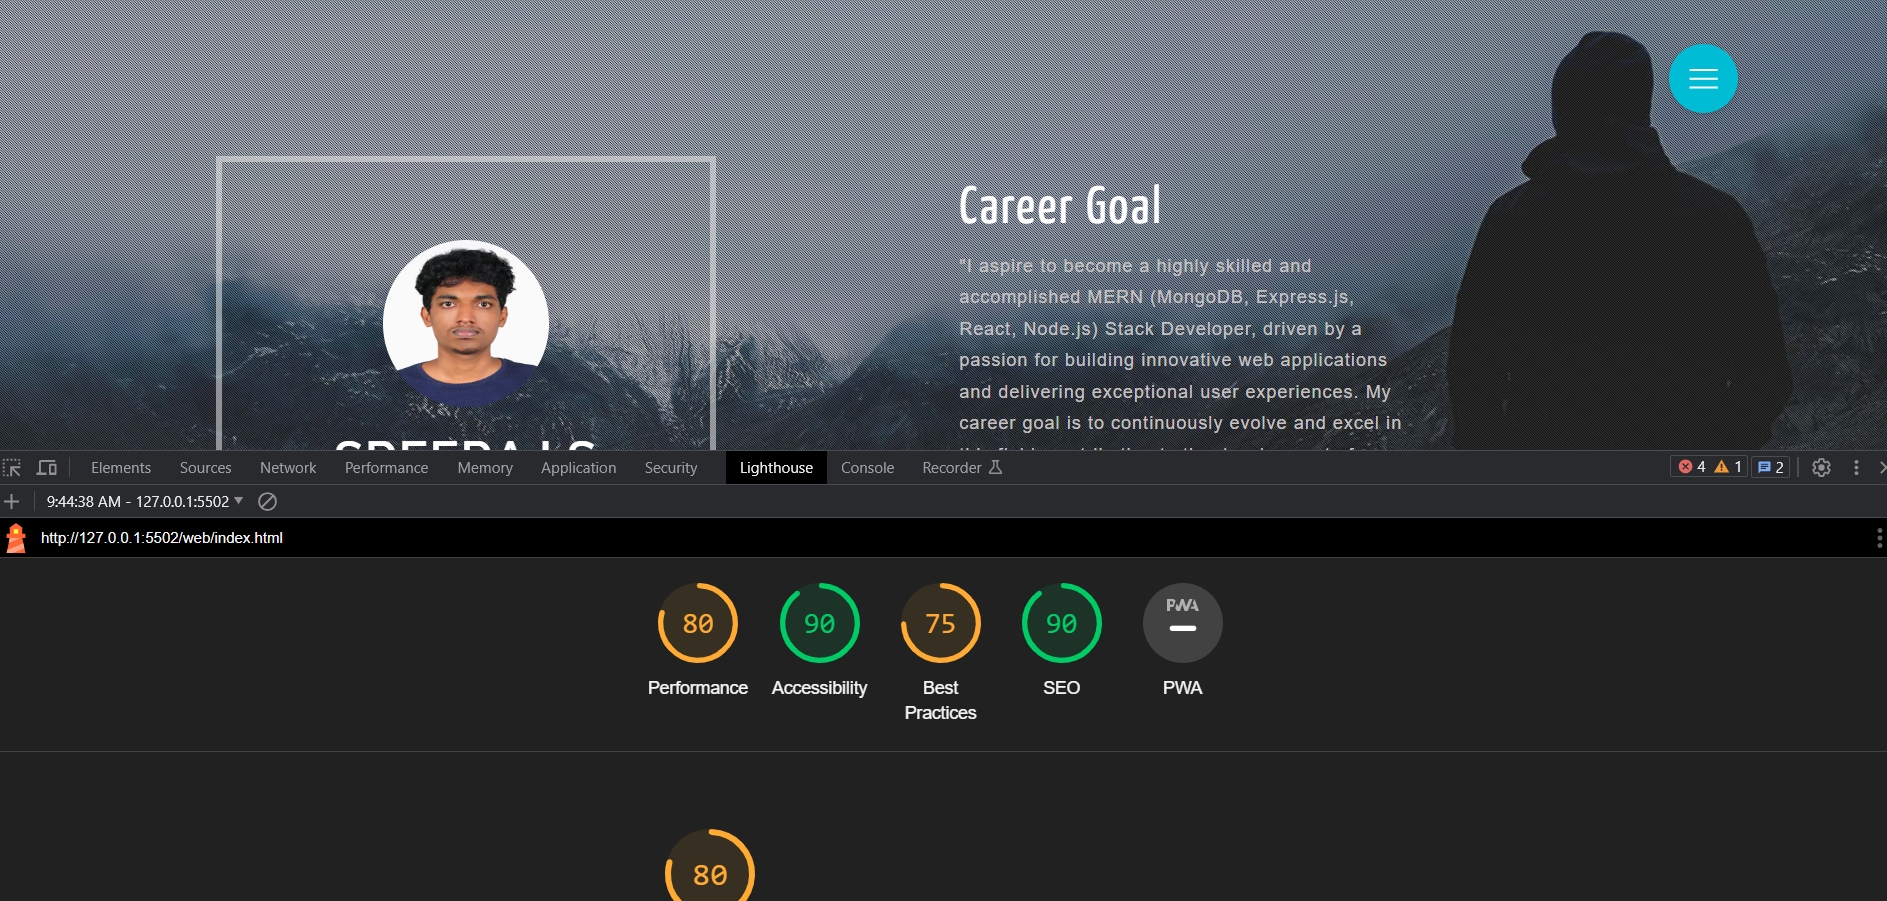 Career Goal
"I aspire to become a highly skilled and
accomplished MERN (MongoDB, Express.js,
React, Node.js) Stack Developer, driven by a
passion for building innovative web applications
and delivering exceptional user experiences. My
career goal is to continuously evolve and excel in
Elements Sources Network Performance Memory Application Security Lighthouse Console Recorder 4 1 2
9:44:38 AM - 127.0.0.1:5502
http://127.0.0.1:5502/web/index.html
80 90 75 90 PWA
Performance Accessibility Best Practices SEO PWA
80